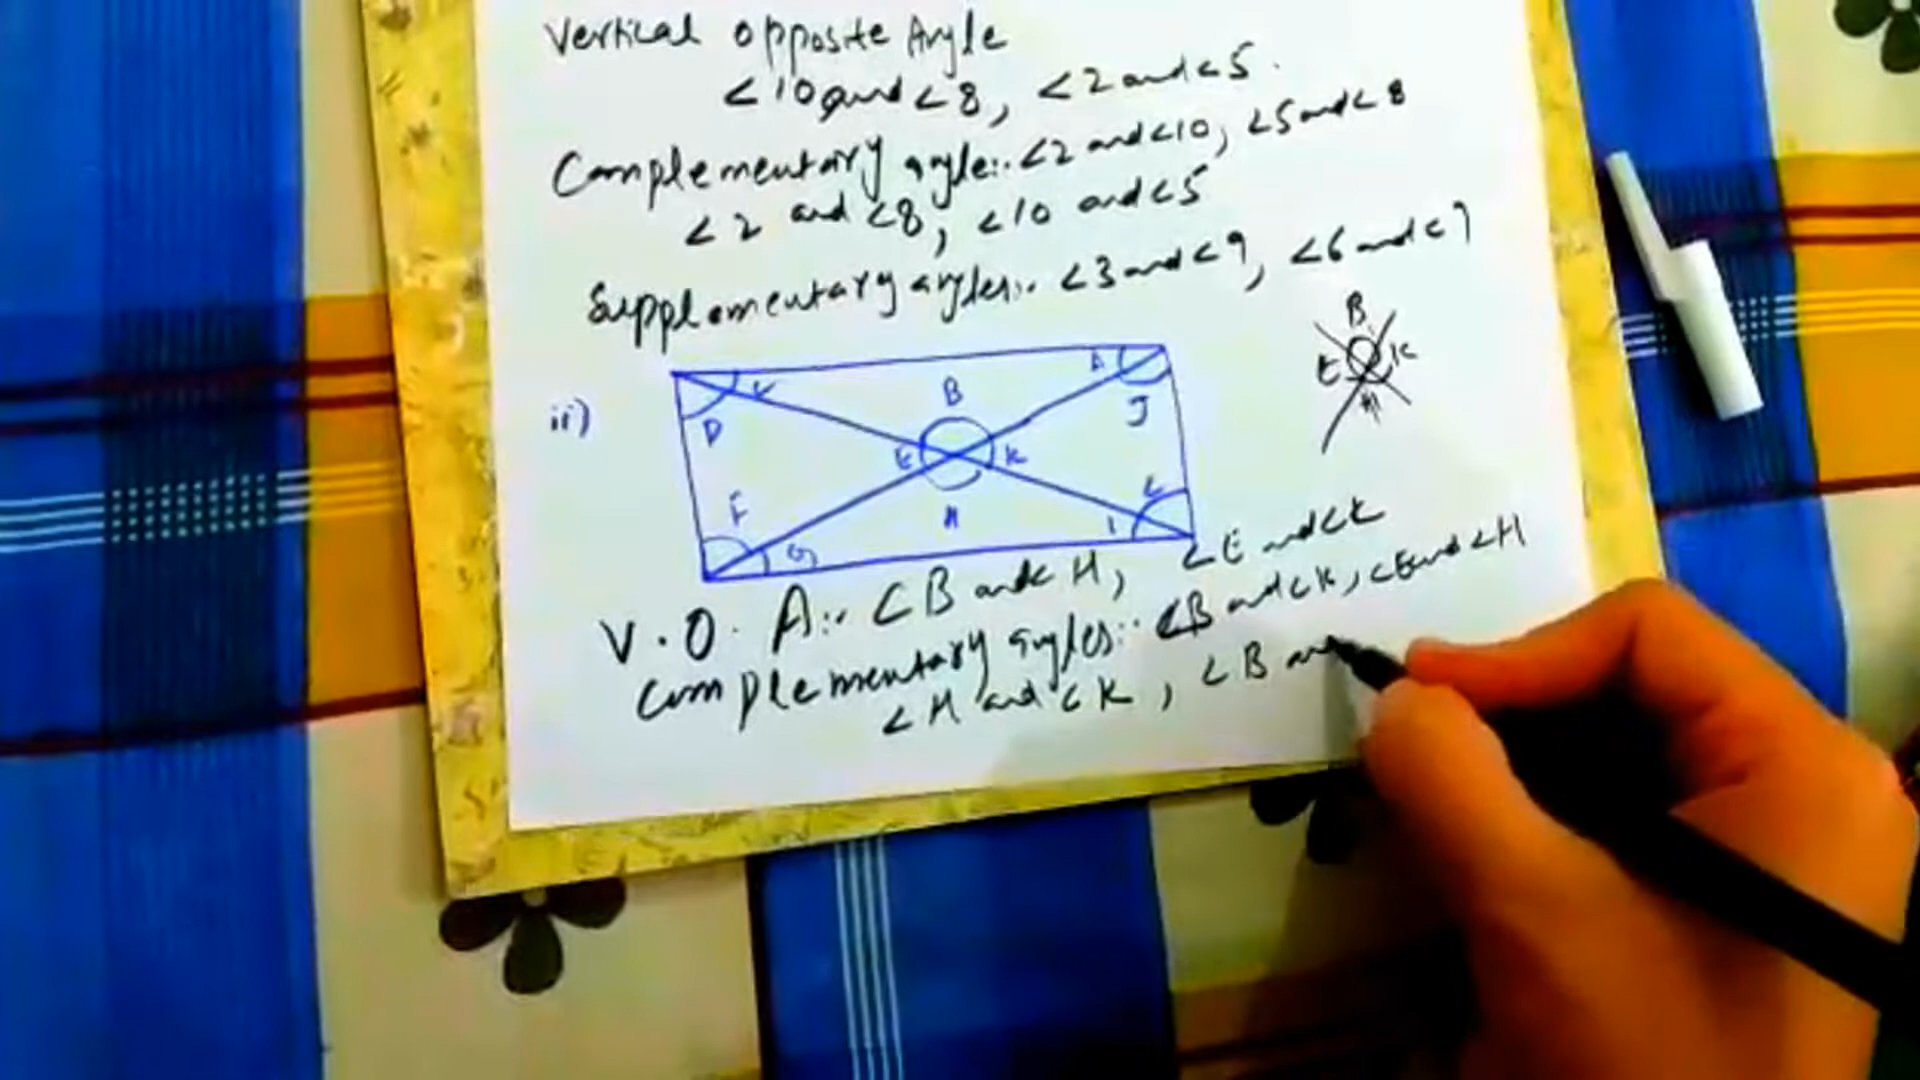 Vertical opposite Angle
<10 and <8, <2 and <5.
Complementary angle:. <2 and <10, <5 and < 8
<2 and <8, <10 and <5
Supplementary angles:. <3 and <9, <6 and <7
B
E K
H
ii)
B A
D J
E K
F L
H I
G
V.O. A:. <B and < H, <E and <K
Complementary angles:. <B and <K, <E and <H
<H and <K, <B an